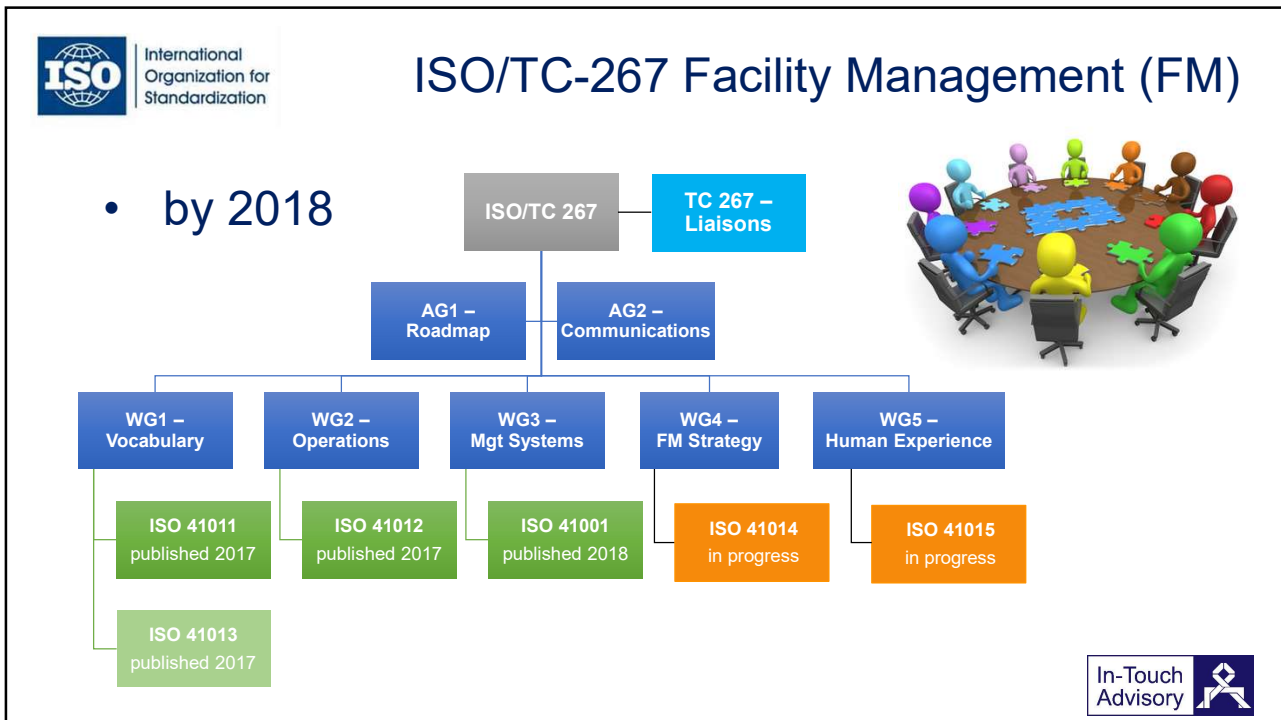 ISO
International
Organization for
Standardization
ISO/TC-267 Facility Management (FM)
• by 2018
ISO/TC 267
TC 267 –
Liaisons
AG1 –
Roadmap
AG2 –
Communications
WG1 –
Vocabulary
WG2 –
Operations
WG3 –
Mgt Systems
WG4 –
FM Strategy
WG5 –
Human Experience
ISO 41011
published 2017
ISO 41012
published 2017
ISO 41001
published 2018
ISO 41014
in progress
ISO 41015
in progress
ISO 41013
published 2017
In-Touch
Advisory